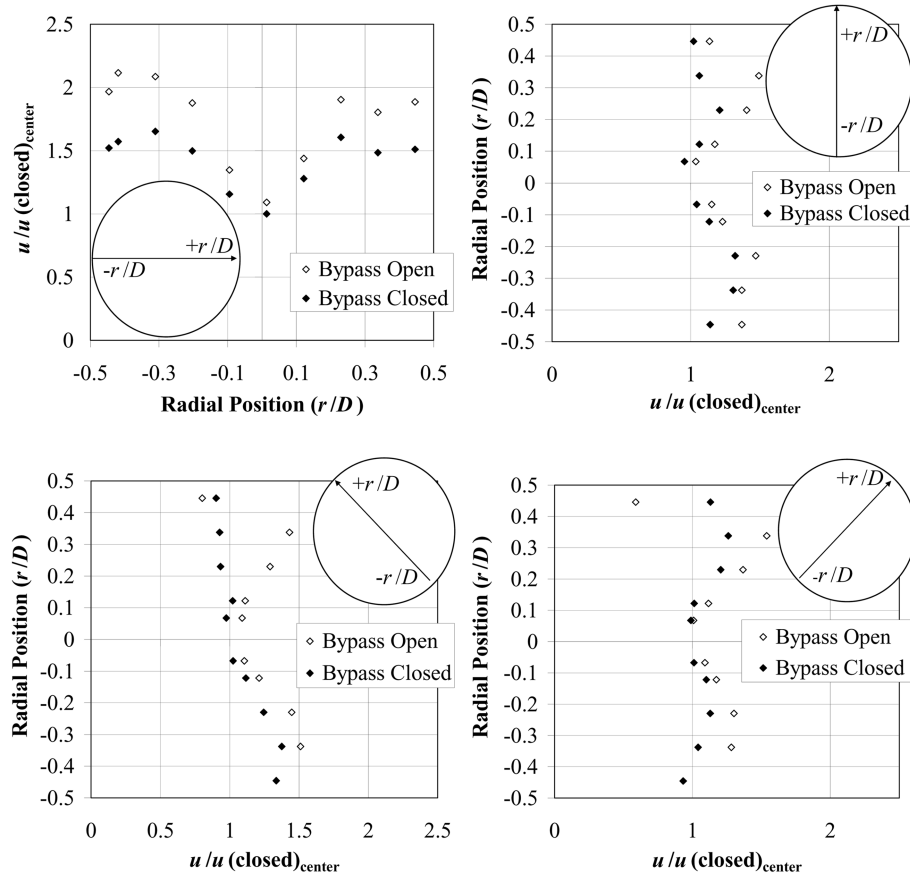 2.5
2
1.5
1
0.5
0
u/u (closed)center
+r/D
-r/D
Bypass Open
Bypass Closed
-0.5 -0.3 -0.1 0.1 0.3 0.5
Radial Position (r/D)
0.5
0.4
0.3
0.2
0.1
0
-0.1
-0.2
-0.3
-0.4
-0.5
Radial Position (r/D)
+r/D
-r/D
Bypass Open
Bypass Closed
0 1 2
u/u (closed)center
0.5
0.4
0.3
0.2
0.1
0
-0.1
-0.2
-0.3
-0.4
-0.5
Radial Position (r/D)
+r/D
-r/D
Bypass Open
Bypass Closed
0 0.5 1 1.5 2 2.5
u/u (closed)center
0.5
0.4
0.3
0.2
0.1
0
-0.1
-0.2
-0.3
-0.4
-0.5
Radial Position (r/D)
+r/D
-r/D
Bypass Open
Bypass Closed
0 1 2
u/u (closed)center